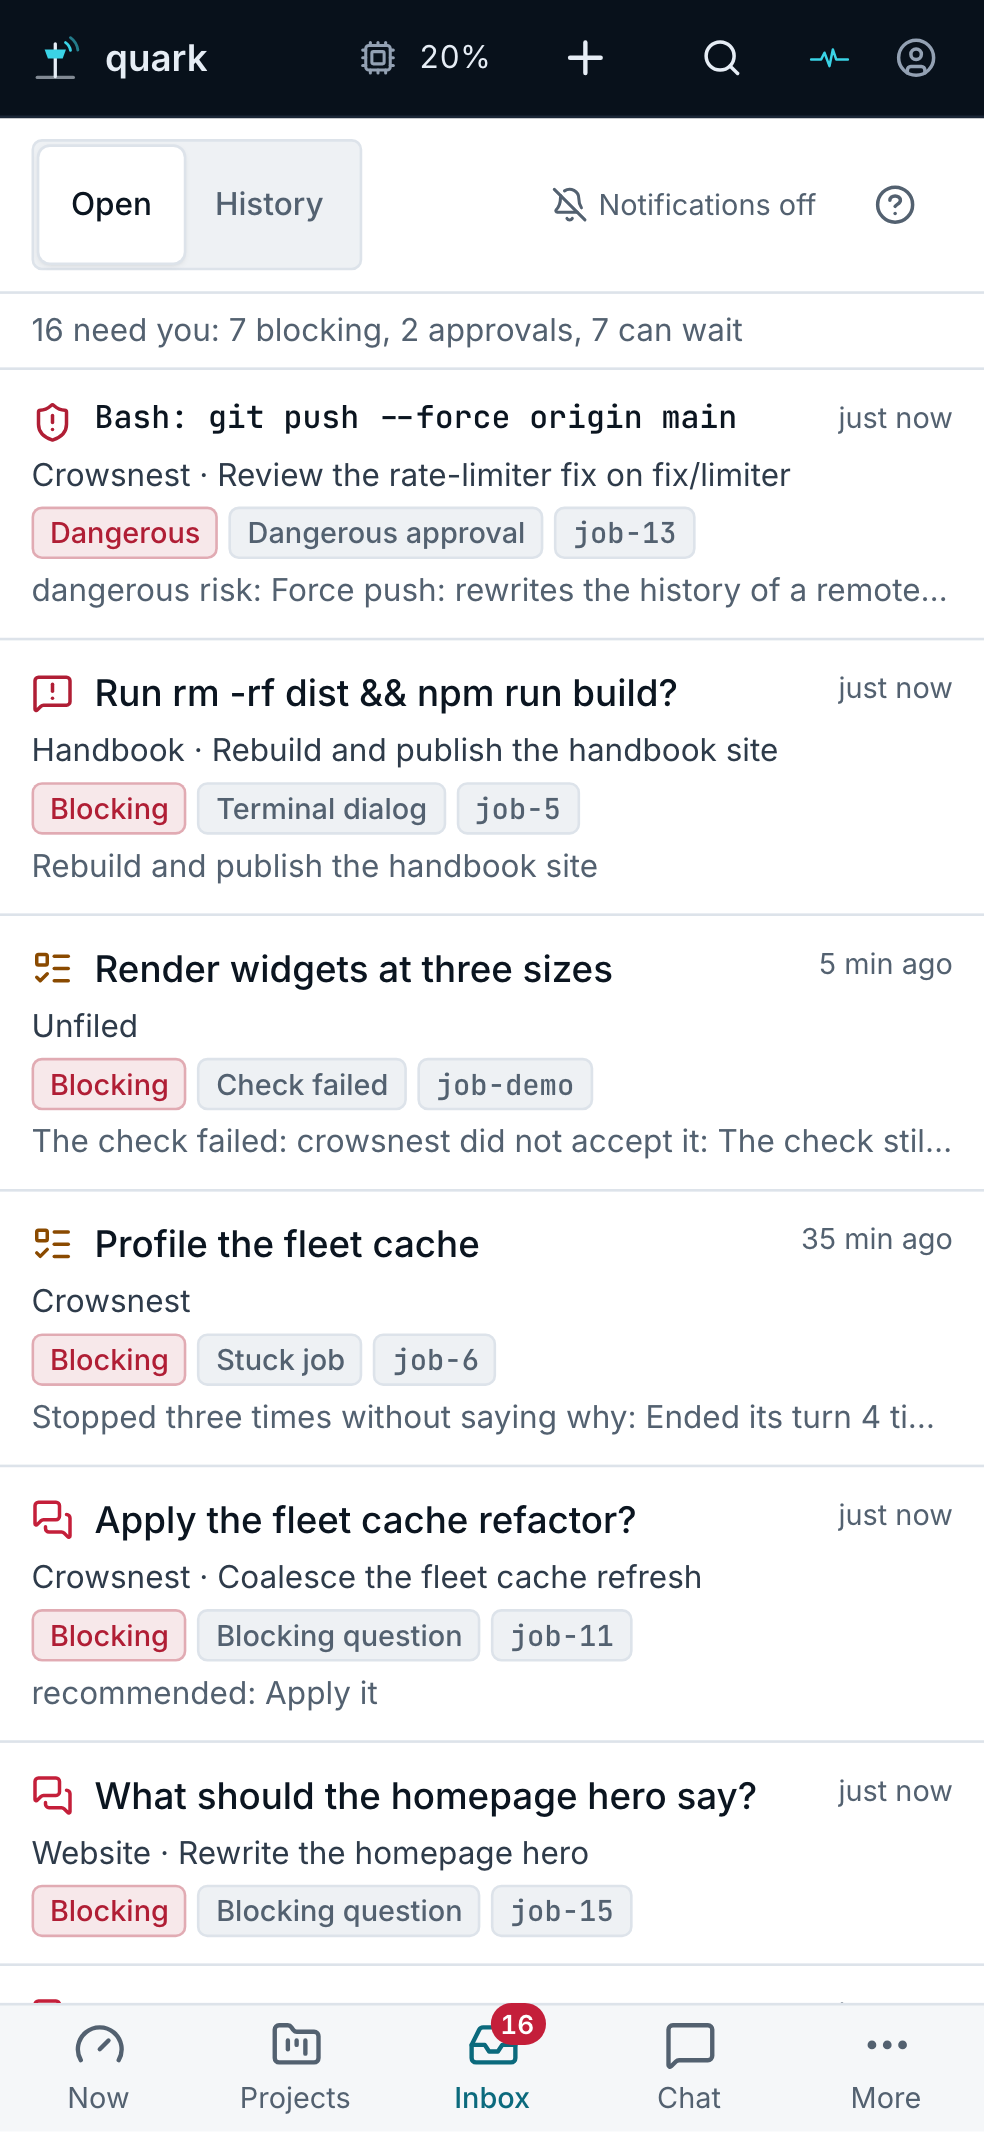 quark 20%
Open History Notifications off
16 need you: 7 blocking, 2 approvals, 7 can wait
Bash: git push --force origin main just now
Crowsnest · Review the rate-limiter fix on fix/limiter
Dangerous Dangerous approval job-13
dangerous risk: Force push: rewrites the history of a remote...
Run rm -rf dist && npm run build? just now
Handbook · Rebuild and publish the handbook site
Blocking Terminal dialog job-5
Rebuild and publish the handbook site
Render widgets at three sizes 5 min ago
Unfiled
Blocking Check failed job-demo
The check failed: crowsnest did not accept it: The check stil...
Profile the fleet cache 35 min ago
Crowsnest
Blocking Stuck job job-6
Stopped three times without saying why: Ended its turn 4 ti...
Apply the fleet cache refactor? just now
Crowsnest · Coalesce the fleet cache refresh
Blocking Blocking question job-11
recommended: Apply it
What should the homepage hero say? just now
Website · Rewrite the homepage hero
Blocking Blocking question job-15
16
Now Projects Inbox Chat More